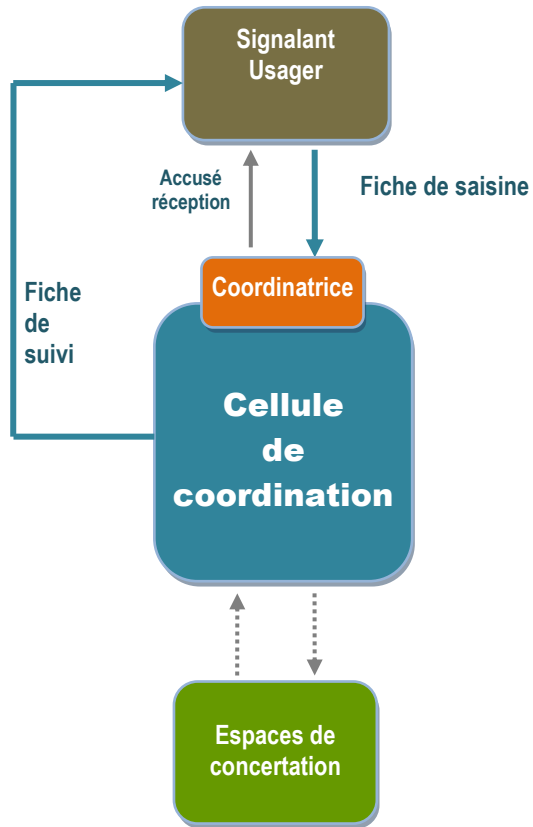 Signalant
Usager
Accusé
réception
Fiche de saisine
Coordinatrice
Fiche
de
suivi
Cellule
de
coordination
Espaces de
concertation